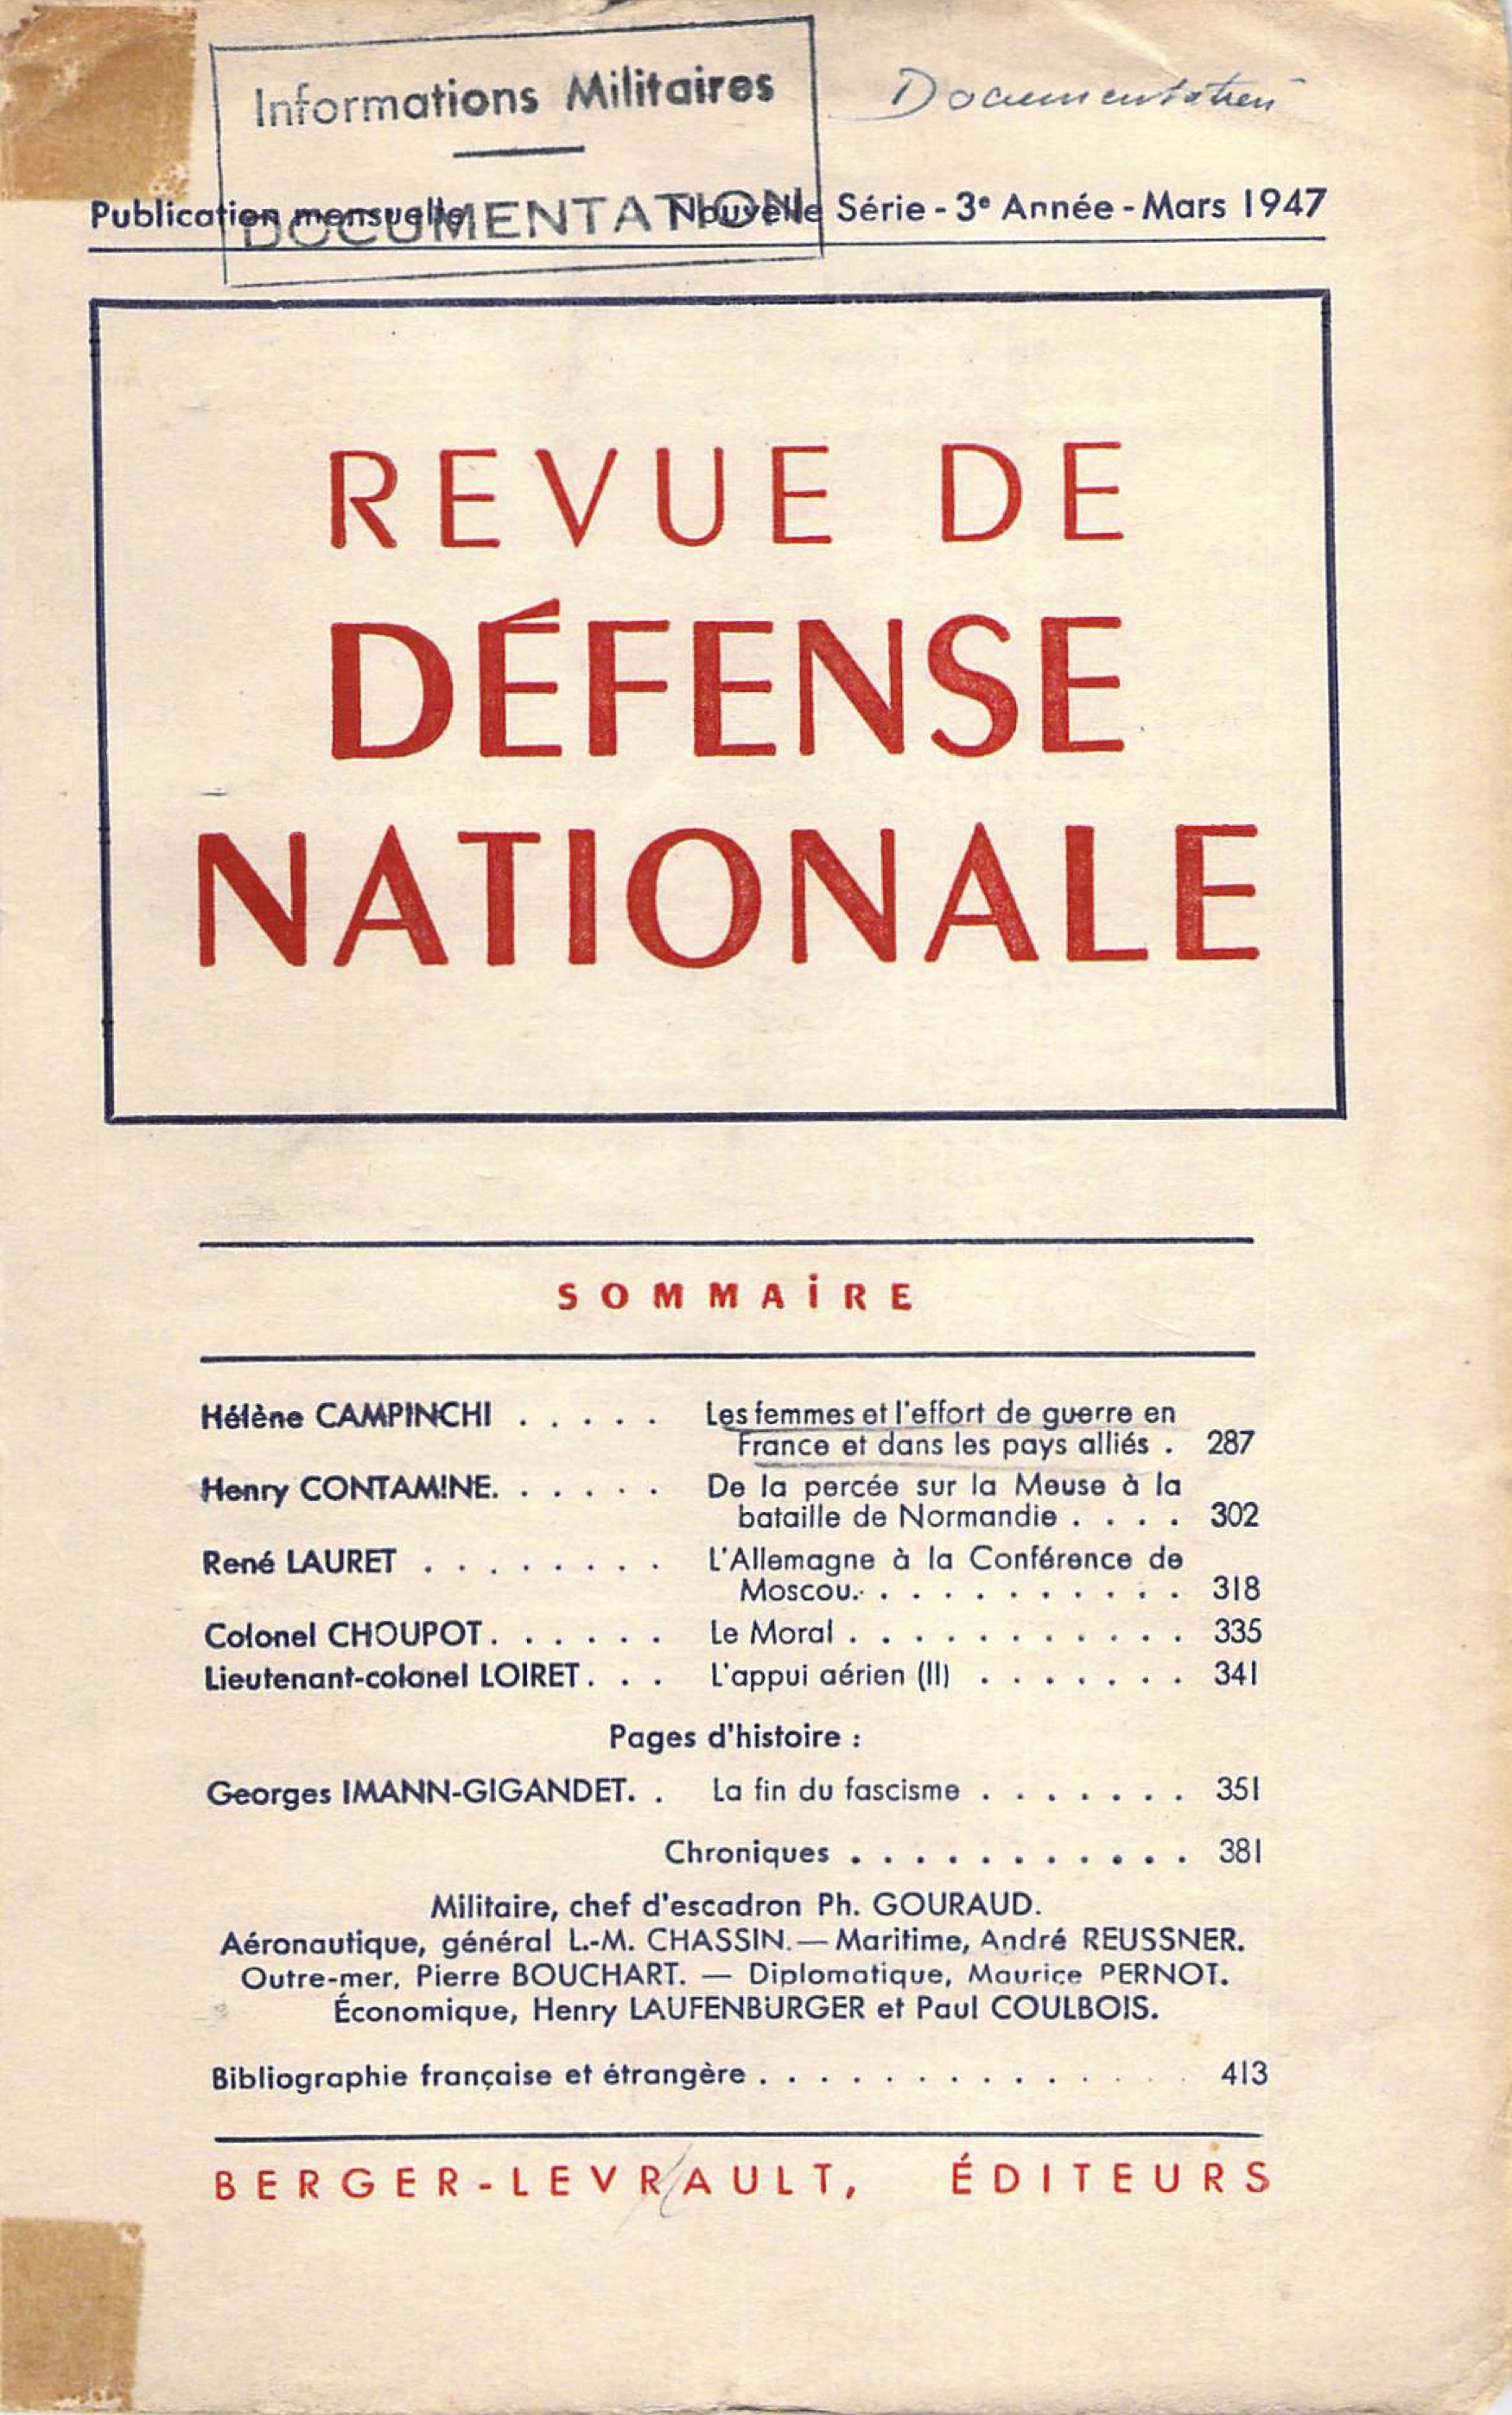 Informations Militaires
Documentation
DOCUMENTATION
Publication mensuelle Nouvelle Série - 3e Année - Mars 1947
REVUE DE
DÉFENSE
NATIONALE
SOMMAiRE
Hélène CAMPINCHI . . . . . Les femmes et l'effort de guerre en
France et dans les pays alliés . 287
Henry CONTAMINE. . . . . . De la percée sur la Meuse à la
bataille de Normandie . . . . 302
René LAURET . . . . . . . . L'Allemagne à la Conférence de
Moscou. . . . . . . . . . . 318
Colonel CHOUPOT. . . . . . Le Moral . . . . . . . . . . . 335
Lieutenant-colonel LOIRET. . . L'appui aérien (II) . . . . . . . 341
Pages d'histoire :
Georges IMANN-GIGANDET. . La fin du fascisme . . . . . . . 351
Chroniques . . . . . . . . . . . 381
Militaire, chef d'escadron Ph. GOURAUD.
Aéronautique, général L.-M. CHASSIN. — Maritime, André REUSSNER.
Outre-mer, Pierre BOUCHART. — Diplomatique, Maurice PERNOT.
Économique, Henry LAUFENBURGER et Paul COULBOIS.
Bibliographie française et étrangère . . . . . . . . . . . . . . 413
BERGER-LEVRAULT, ÉDITEURS